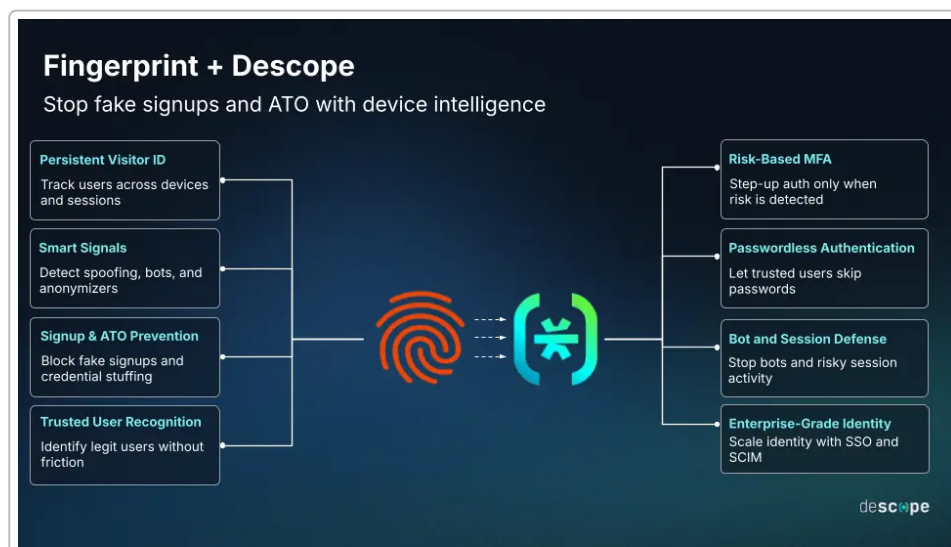 Fingerprint + Descope
Stop fake signups and ATO with device intelligence
Persistent Visitor ID
Track users across devices
and sessions
Smart Signals
Detect spoofing, bots, and
anonymizers
Signup & ATO Prevention
Block fake signups and
credential stuffing
Trusted User Recognition
Identify legit users without
friction
Risk-Based MFA
Step-up auth only when
risk is detected
Passwordless Authentication
Let trusted users skip
passwords
Bot and Session Defense
Stop bots and risky session
activity
Enterprise-Grade Identity
Scale identity with SSO and
SCIM
descope